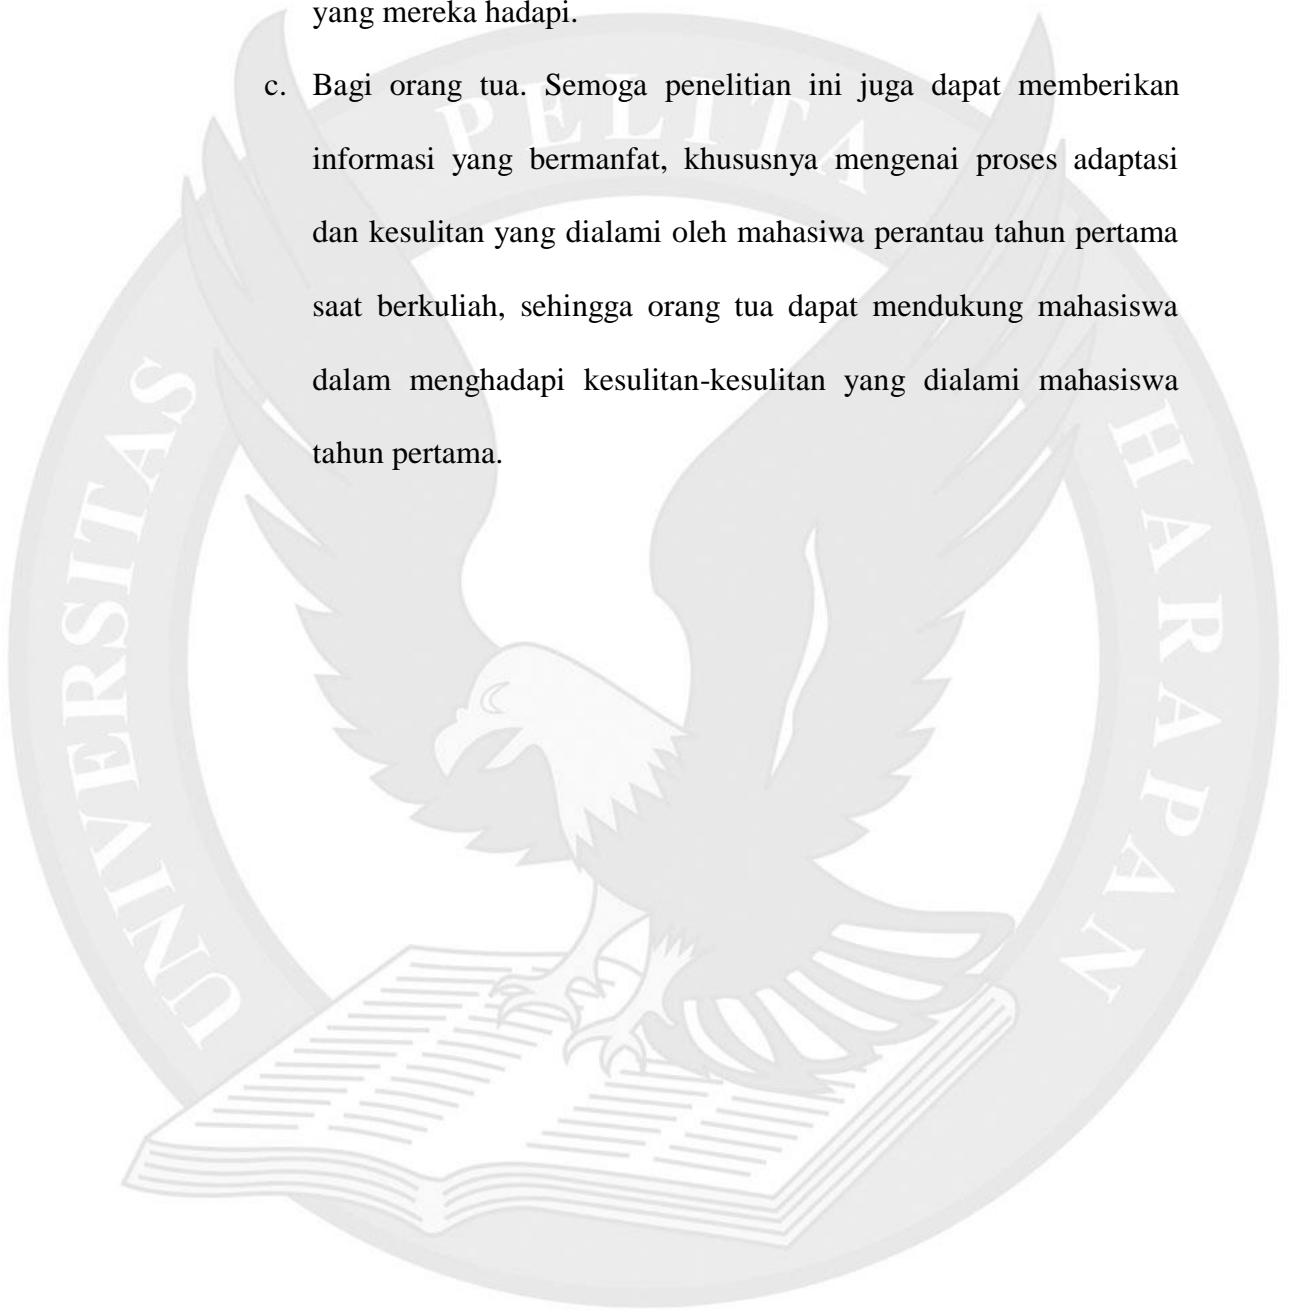 yang mereka hadapi.
c. Bagi orang tua. Semoga penelitian ini juga dapat memberikan
informasi yang bermanfat, khususnya mengenai proses adaptasi
dan kesulitan yang dialami oleh mahasiwa perantau tahun pertama
saat berkuliah, sehingga orang tua dapat mendukung mahasiswa
dalam menghadapi kesulitan-kesulitan yang dialami mahasiswa
tahun pertama.
UNIVERSITAS PELITA HARAPAN